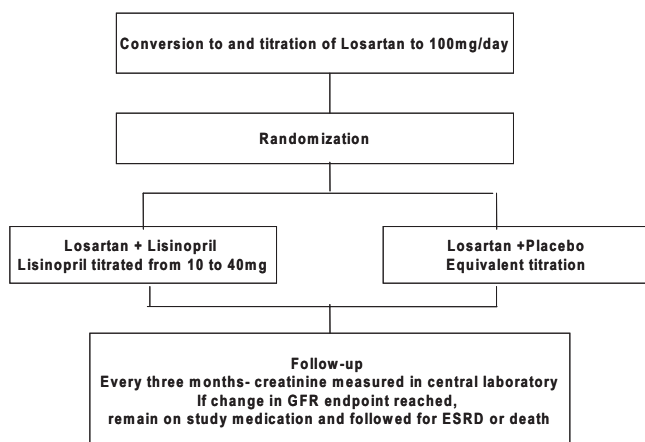 Conversion to and titration of Losartan to 100mg/day
Randomization
Losartan + Lisinopril
Lisinopril titrated from 10 to 40mg
Losartan +Placebo
Equivalent titration
Follow-up
Every three months- creatinine measured in central laboratory
If change in GFR endpoint reached,
remain on study medication and followed for ESRD or death